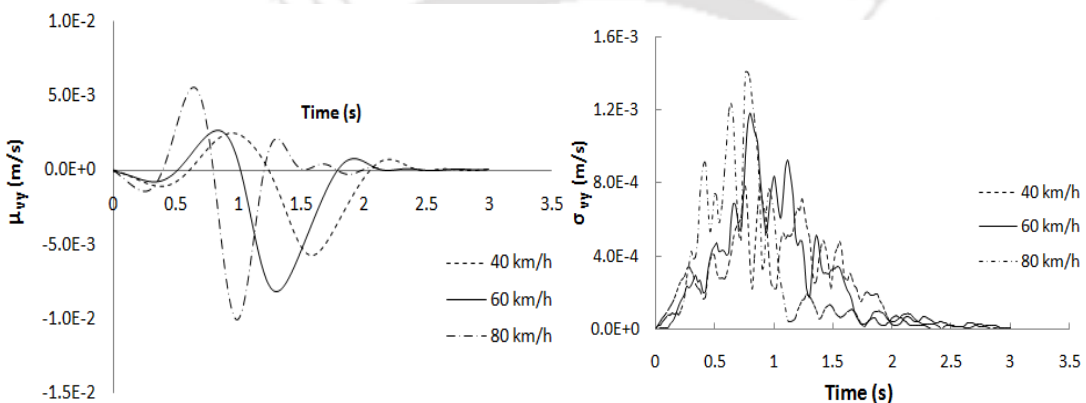 1.0E-2
5.0E-3
0.0E+0
-5.0E-3
-1.0E-2
-1.5E-2
μvy (m/s)
Time (s)
0 0.5 1 1.5 2 2.5 3 3.5
40 km/h
60 km/h
80 km/h
1.6E-3
1.2E-3
8.0E-4
4.0E-4
0.0E+0
σ vy (m/s)
0 0.5 1 1.5 2 2.5 3 3.5
Time (s)
40 km/h
60 km/h
80 km/h